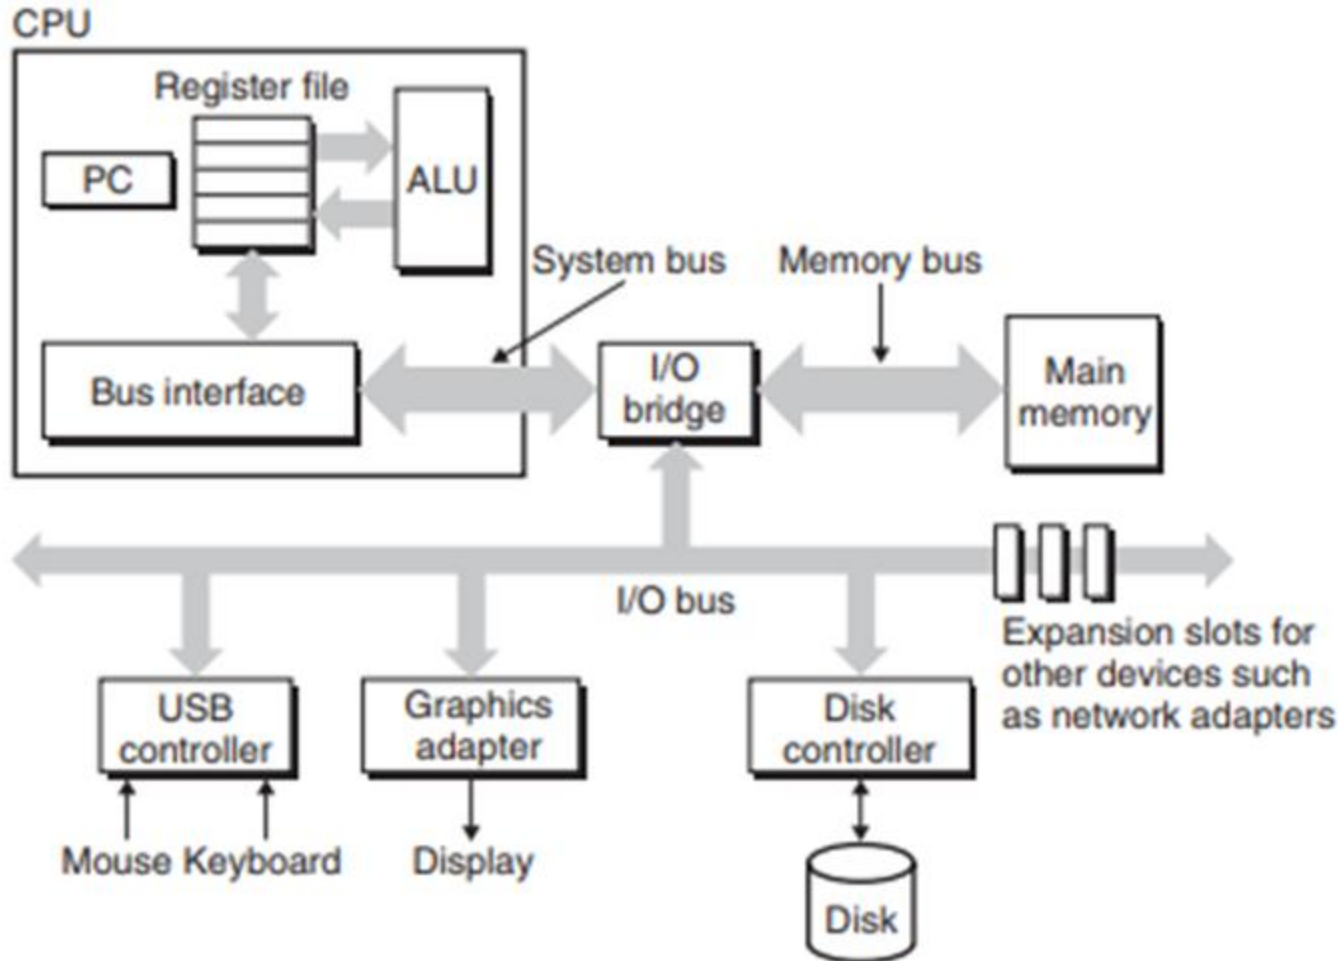 CPU
Register file
PC
ALU
System bus
Memory bus
Bus interface
I/O
bridge
Main
memory
I/O bus
Expansion slots for
other devices such
as network adapters
USB
controller
Graphics
adapter
Disk
controller
Mouse Keyboard
Display
Disk